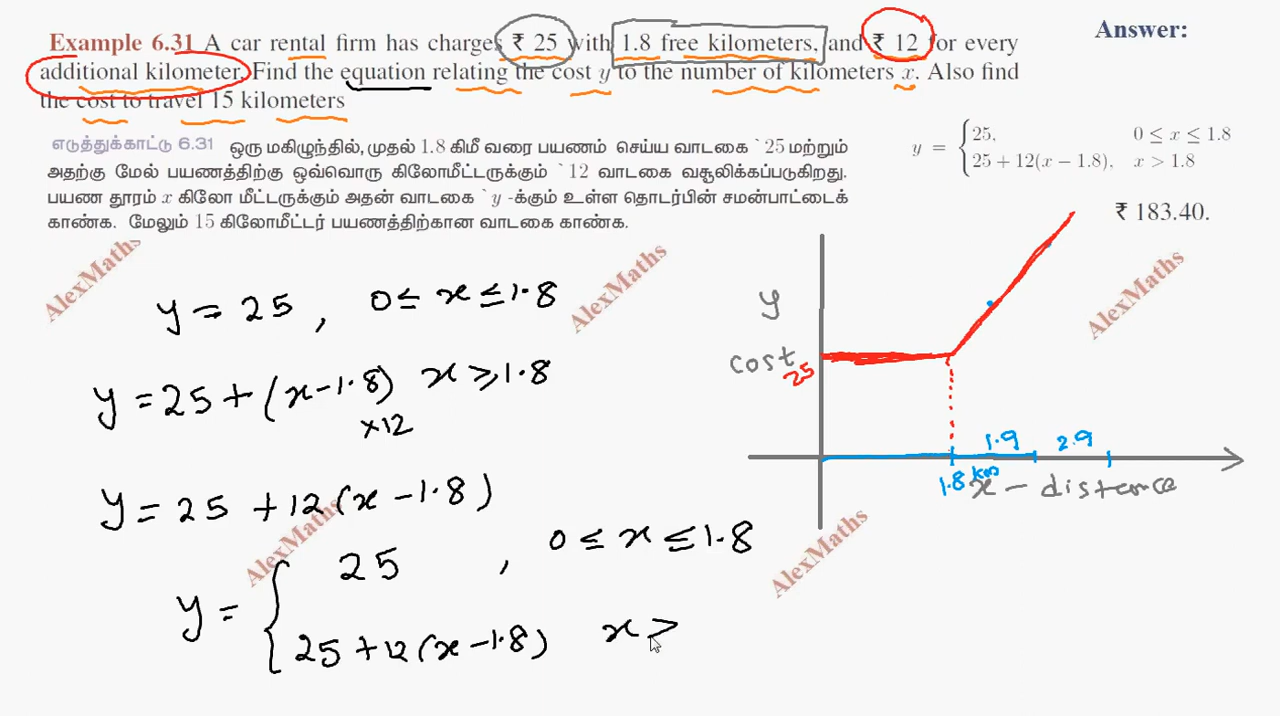 Example 6.31 A car rental firm has charges ₹ 25 with 1.8 free kilometers, and ₹ 12 for every
additional kilometer. Find the equation relating the cost y to the number of kilometers x. Also find
the cost to travel 15 kilometers
Answer:
எடுத்துக்காட்டு 6.31 ஒரு மகிழுந்தில், முதல் 1.8 கிமீ வரை பயணம் செய்ய வாடகை ` 25 மற்றும்
அதற்கு மேல் பயணத்திற்கு ஒவ்வொரு கிலோமீட்டருக்கும் ` 12 வாடகை வசூலிக்கப்படுகிறது.
பயண தூரம் x கிலோ மீட்டருக்கும் அதன் வாடகை ` y -க்கும் உள்ள தொடர்பின் சமன்பாட்டைக்
காண்க. மேலும் 15 கிலோமீட்டர் பயணத்திற்கான வாடகை காண்க.
y = { 25, 0 ≤ x ≤ 1.8
25 + 12(x − 1.8), x > 1.8
₹ 183.40.
AlexMaths
AlexMaths
AlexMaths
y = 25 , 0 ≤ x ≤ 1.8
y = 25 + (x - 1.8) x ≥ 1.8
×12
y = 25 + 12 (x - 1.8)
AlexMaths
AlexMaths
y = { 25 , 0 ≤ x ≤ 1.8
25 + 12 (x - 1.8) x >
y
cost
25
1.9 2.9
1.8 km
x - distance